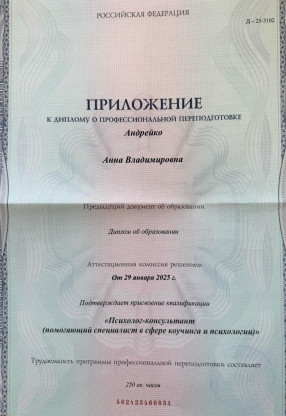 РОССИЙСКАЯ ФЕДЕРАЦИЯ
Д – 25-3102
ПРИЛОЖЕНИЕ
К ДИПЛОМУ О ПРОФЕССИОНАЛЬНОЙ ПЕРЕПОДГОТОВКЕ
Андрейко
Анна Владимировна
Предыдущий документ об образовании
Диплом об образовании
Аттестационная комиссия решением
От 29 января 2025 г.
Подтверждает присвоение квалификации
«Психолог-консультант
(помогающий специалист в сфере коучинга и психологии)»
Трудоемкость программы профессиональной переподготовки составляет
250 ак. часов
562423460831